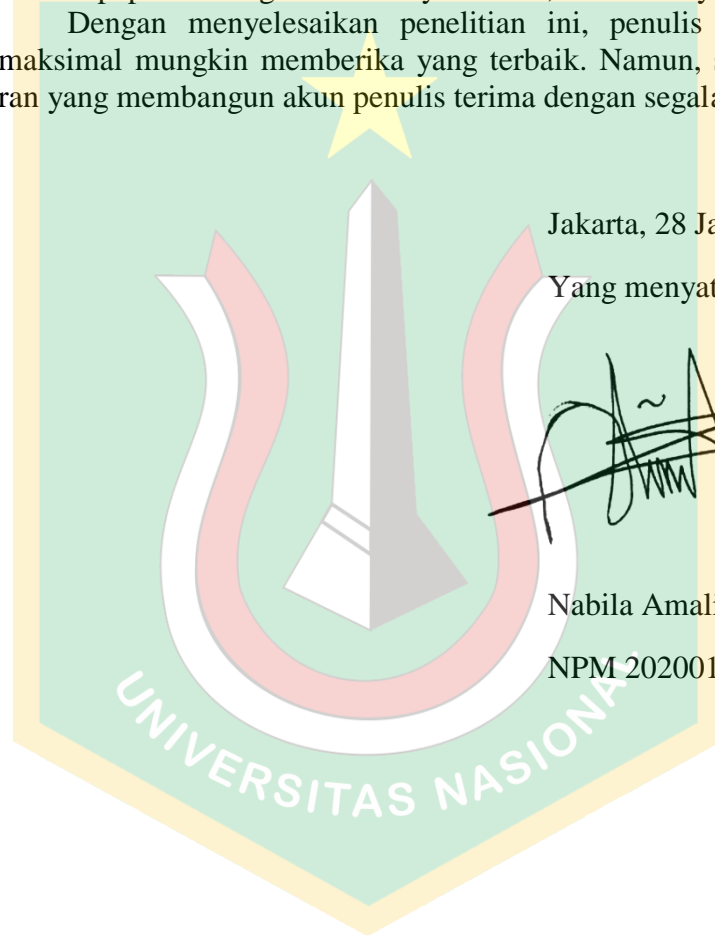 Dengan menyelesaikan penelitian ini, penulis
maksimal mungkin memberika yang terbaik. Namun,
ran yang membangun akun penulis terima dengan segala
Jakarta, 28 Ja
Yang menyat
Nabila Amali
NPM 202001
UNIVERSITAS NASIONAL